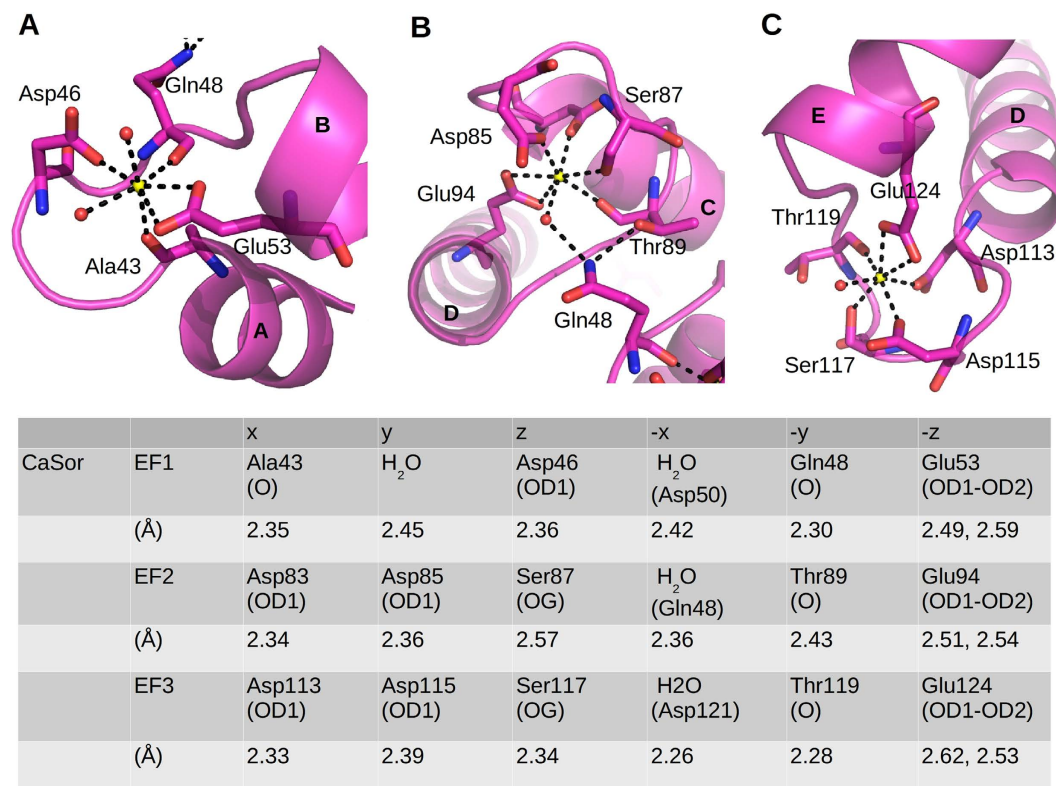 A
Gln48
Asp46
B
Glu53
Ala43
A
B
Ser87
Asp85
Glu94
C
Thr89
D
Gln48
C
E
D
Glu124
Thr119
Asp113
Ser117
Asp115
x y z -x -y -z
CaSor EF1 Ala43 H2O Asp46 H2O Gln48 Glu53
(O) (OD1) (Asp50) (O) (OD1-OD2)
(Å) 2.35 2.45 2.36 2.42 2.30 2.49, 2.59
EF2 Asp83 Asp85 Ser87 H2O Thr89 Glu94
(OD1) (OD1) (OG) (Gln48) (O) (OD1-OD2)
(Å) 2.34 2.36 2.57 2.36 2.43 2.51, 2.54
EF3 Asp113 Asp115 Ser117 H2O Thr119 Glu124
(OD1) (OD1) (OG) (Asp121) (O) (OD1-OD2)
(Å) 2.33 2.39 2.34 2.26 2.28 2.62, 2.53